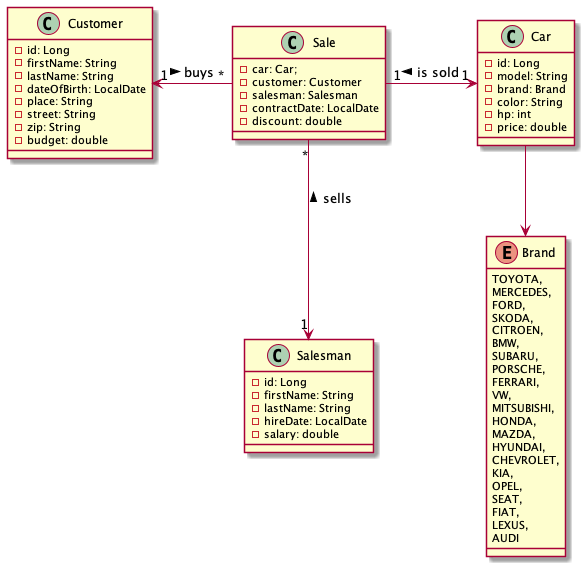 C Customer
id: Long
firstName: String
lastName: String
dateOfBirth: LocalDate
place: String
street: String
zip: String
budget: double
1 buys *
C Sale
car: Car;
customer: Customer
salesman: Salesman
contractDate: LocalDate
discount: double
1 is sold 1
C Car
id: Long
model: String
brand: Brand
color: String
hp: int
price: double
*
sells
1
C Salesman
id: Long
firstName: String
lastName: String
hireDate: LocalDate
salary: double
E Brand
TOYOTA,
MERCEDES,
FORD,
SKODA,
CITROEN,
BMW,
SUBARU,
PORSCHE,
FERRARI,
VW,
MITSUBISHI,
HONDA,
MAZDA,
HYUNDAI,
CHEVROLET,
KIA,
OPEL,
SEAT,
FIAT,
LEXUS,
AUDI